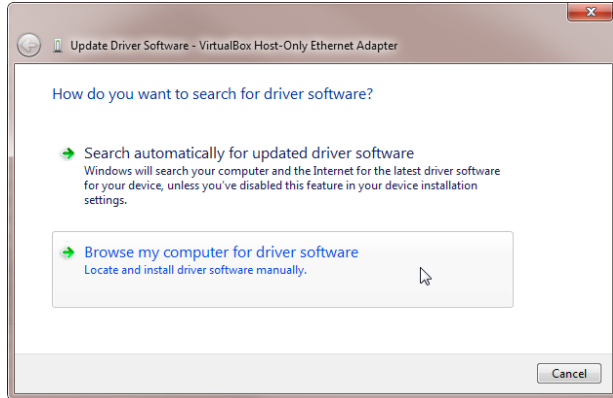 Update Driver Software - VirtualBox Host-Only Ethernet Adapter
How do you want to search for driver software?
Search automatically for updated driver software
Windows will search your computer and the Internet for the latest driver software
for your device, unless you've disabled this feature in your device installation
settings.
Browse my computer for driver software
Locate and install driver software manually.
Cancel